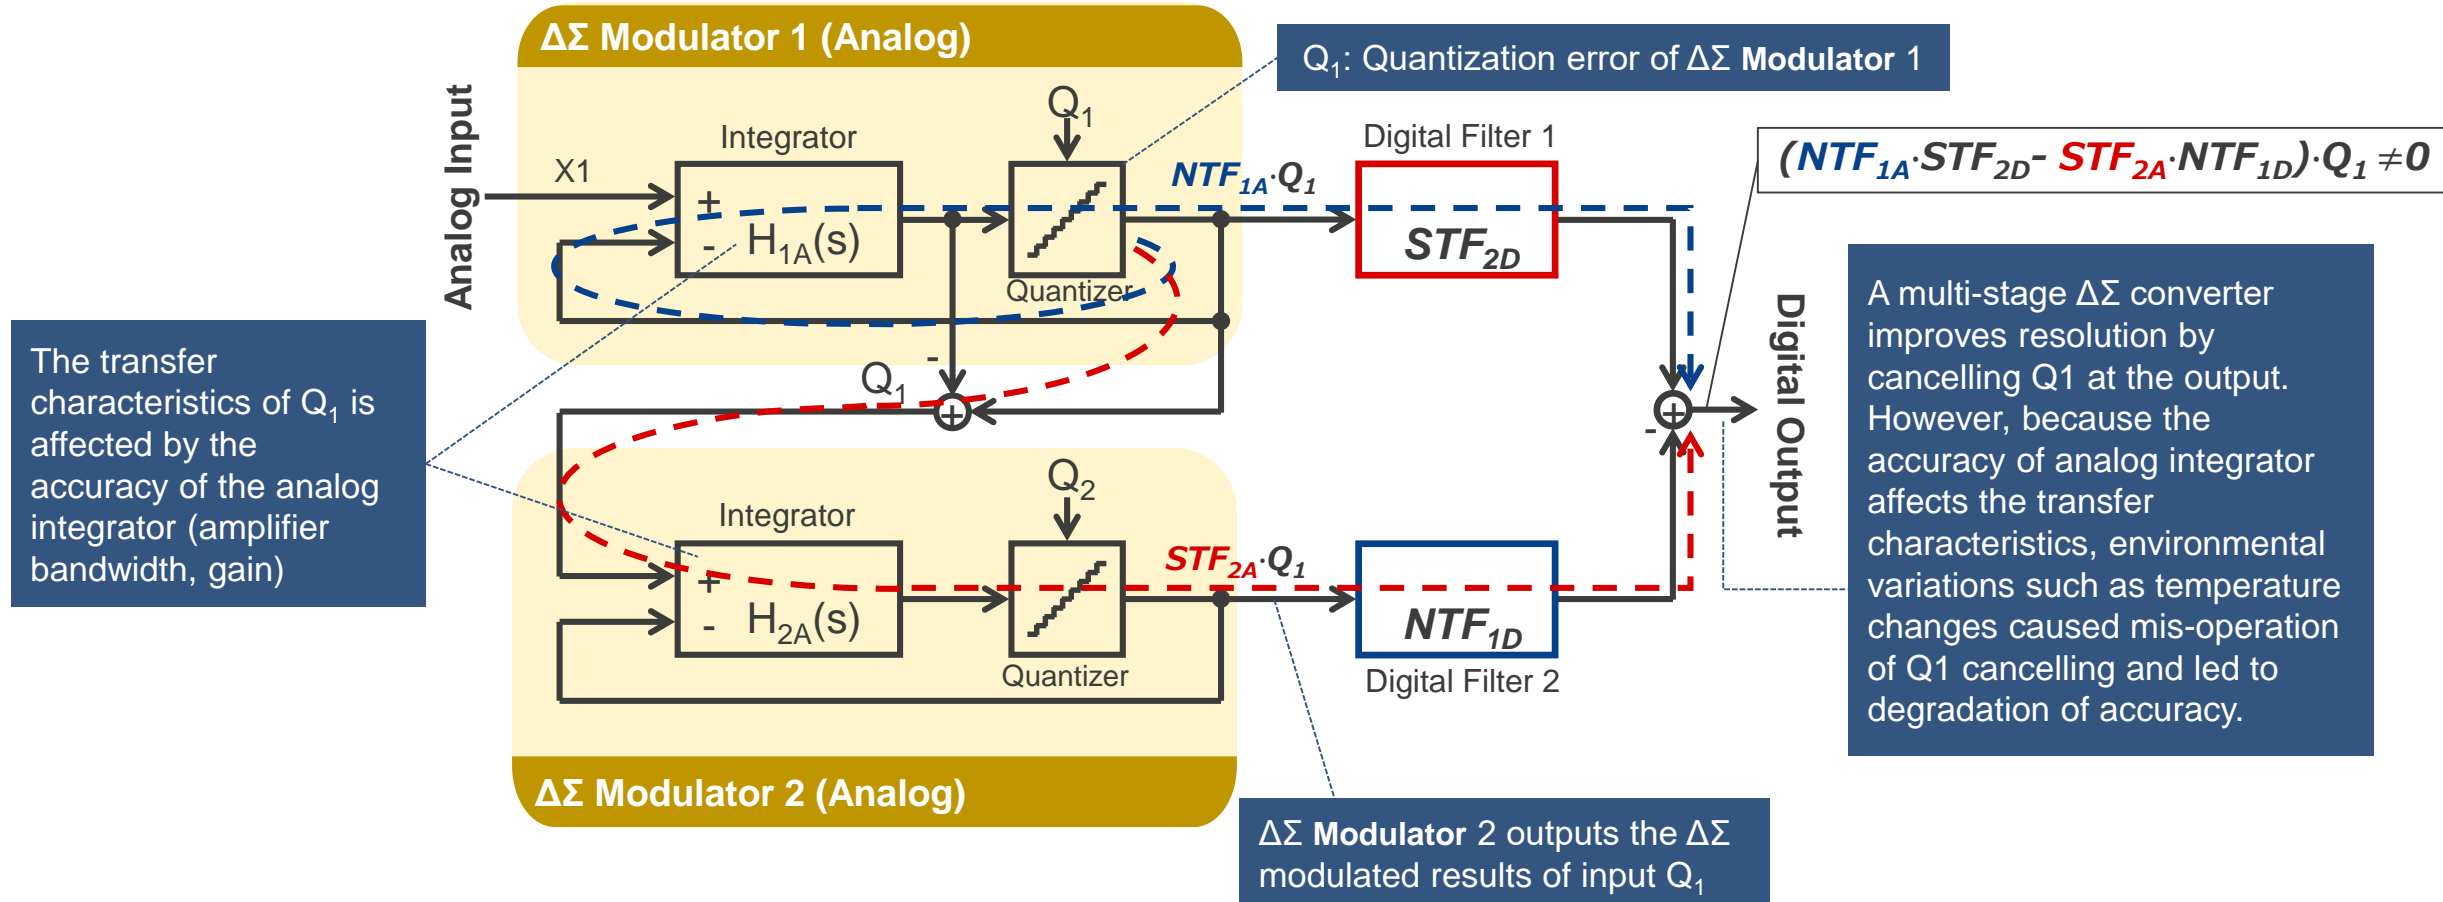 ΔΣ Modulator 1 (Analog)
Q1: Quantization error of ΔΣ Modulator 1
Analog Input
X1
Integrator
+
-
H1A(s)
Q1
Quantizer
NTF1A·Q1
Digital Filter 1
STF2D
(NTF1A·STF2D- STF2A·NTF1D)·Q1 ≠0
The transfer
characteristics of Q1 is
affected by the
accuracy of the analog
integrator (amplifier
bandwidth, gain)
-
Q1
+
+
-
Digital Output
A multi-stage ΔΣ converter
improves resolution by
cancelling Q1 at the output.
However, because the
accuracy of analog integrator
affects the transfer
characteristics, environmental
variations such as temperature
changes caused mis-operation
of Q1 cancelling and led to
degradation of accuracy.
Integrator
+
-
H2A(s)
Q2
Quantizer
STF2A·Q1
NTF1D
Digital Filter 2
ΔΣ Modulator 2 (Analog)
ΔΣ Modulator 2 outputs the ΔΣ
modulated results of input Q1